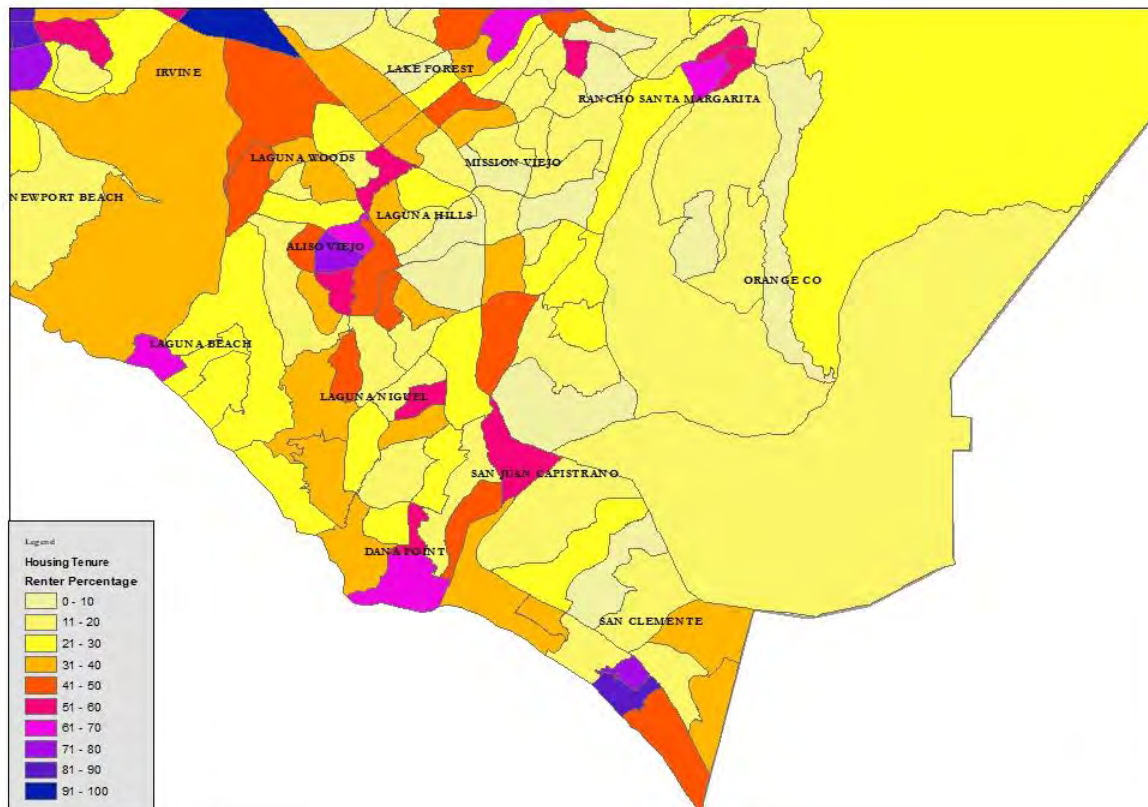 IRVINE
LAKE FOREST
RANCHO SANTA MARGARITA
LAGUNA WOODS
MISSION VIEJO
NEWPORT BEACH
LAGUNA HILLS
ALISO VIEJO
ORANGE CO
LAGUNA BEACH
LAGUNA NIGUEL
SAN JUAN CAPISTRANO
DANA POINT
SAN CLEMENTE
Legend
Housing Tenure
Renter Percentage
0 - 10
11 - 20
21 - 30
31 - 40
41 - 50
51 - 60
61 - 70
71 - 80
81 - 90
91 - 100